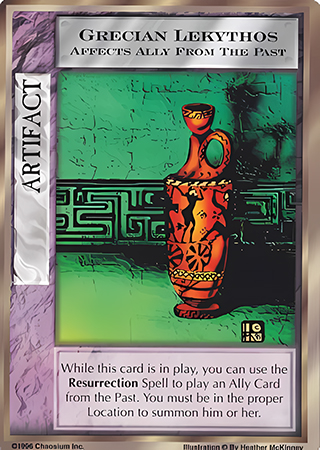 GRECIAN LEKYTHOS
AFFECTS ALLY FROM THE PAST
ARTIFACT
While this card is in play, you can use the
Resurrection Spell to play an Ally Card
from the Past. You must be in the proper
Location to summon him or her.
©1996 Chaosium Inc.
Illustration © By Heather McKinney